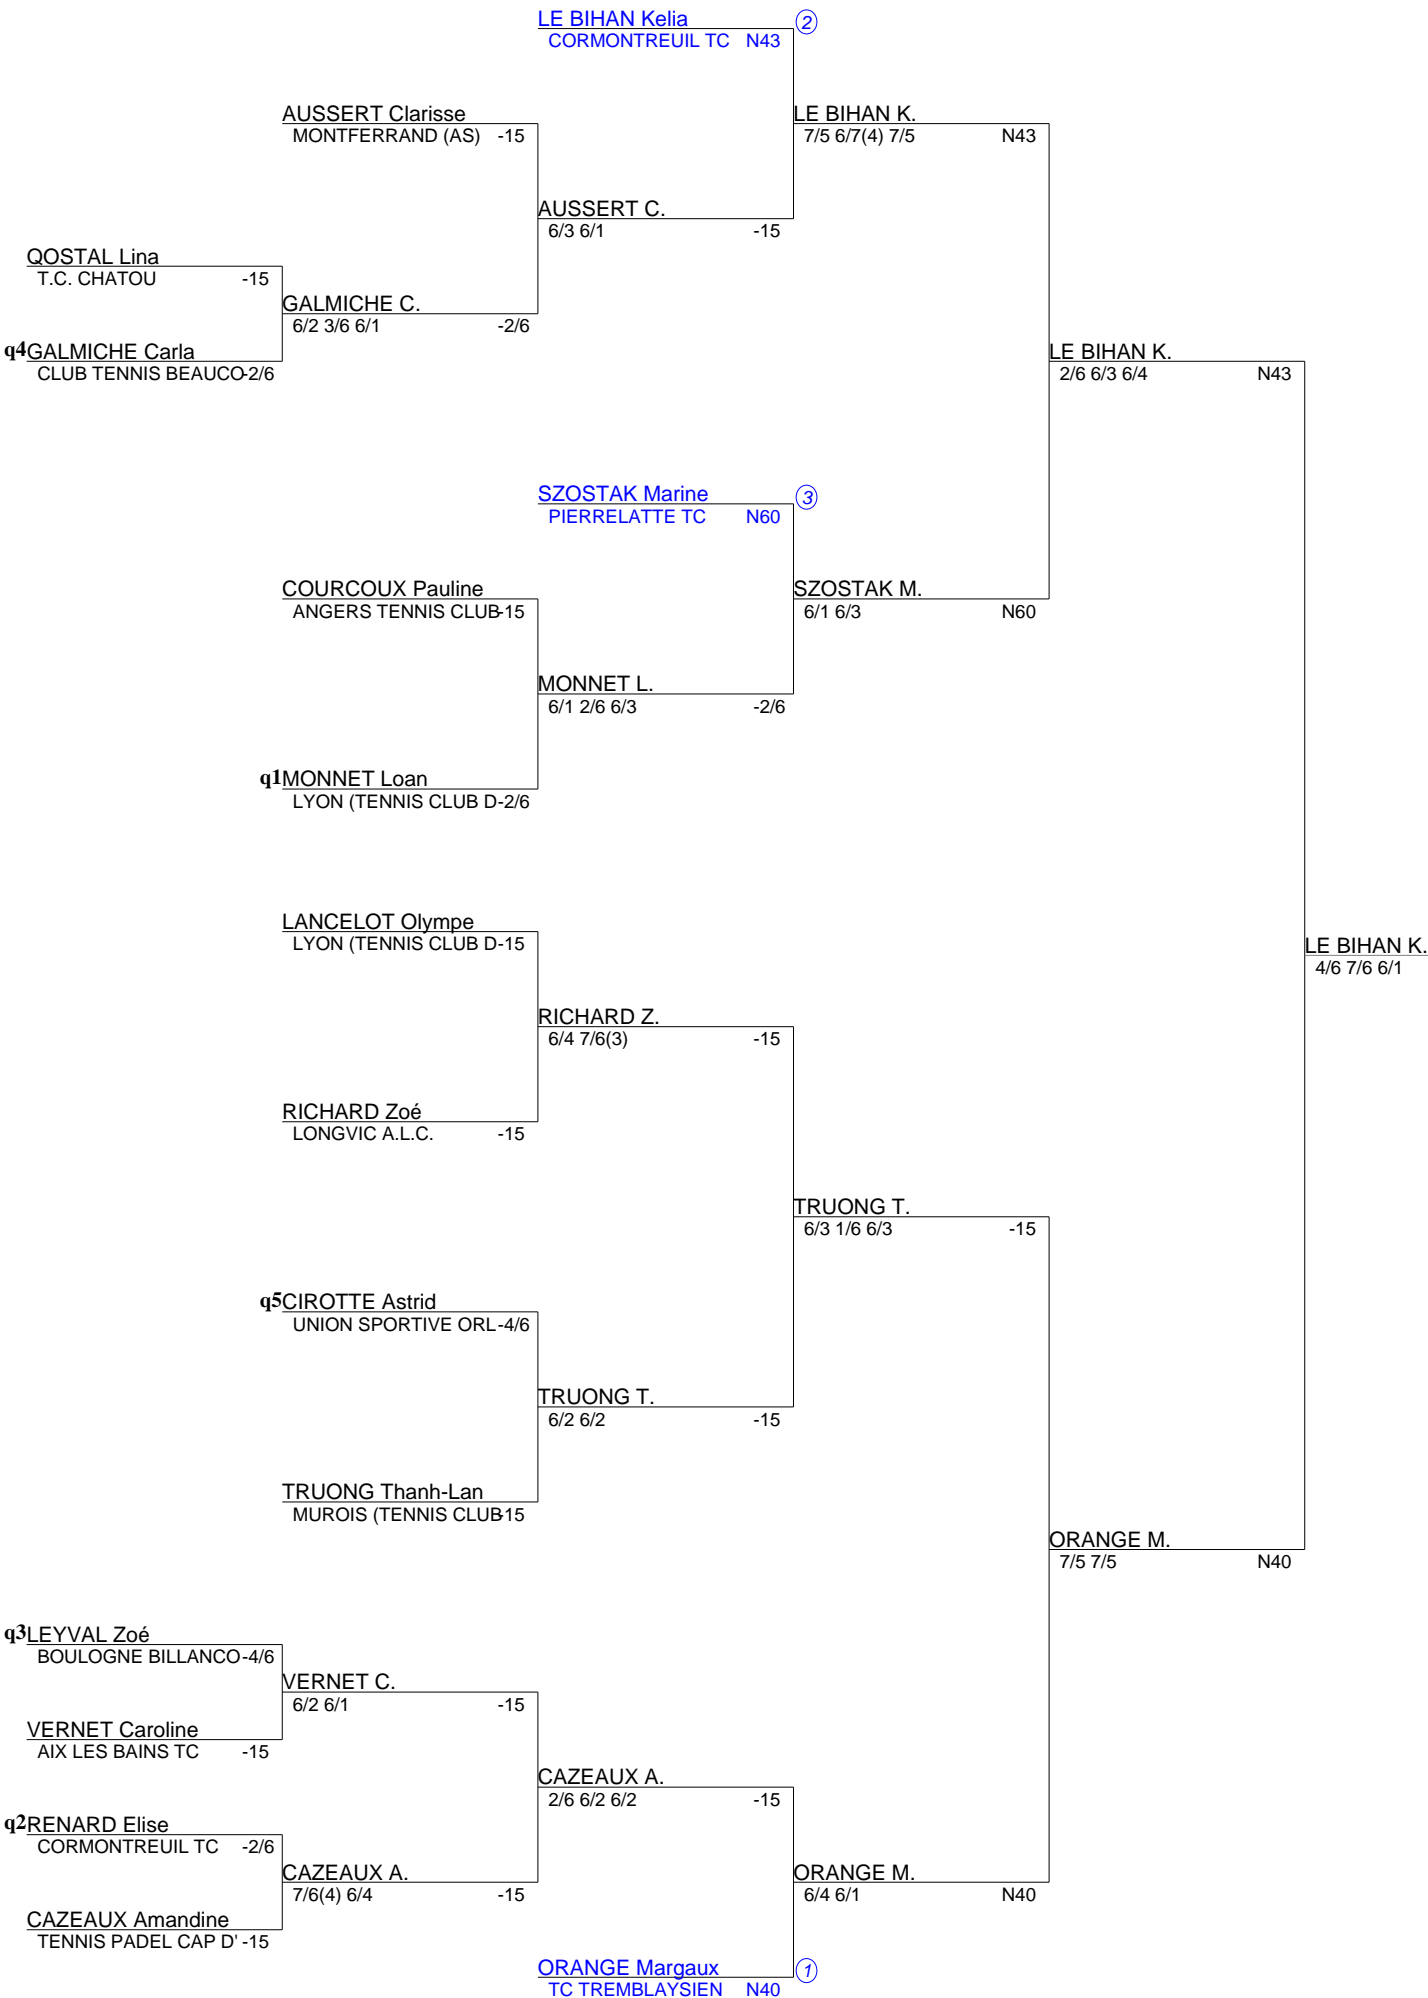 LE BIHAN Kelia 2
CORMONTREUIL TC N43
AUSSERT Clarisse
MONTFERRAND (AS) -15
LE BIHAN K.
7/5 6/7(4) 7/5 N43
AUSSERT C.
6/3 6/1 -15
QOSTAL Lina
T.C. CHATOU -15
GALMICHE C.
6/2 3/6 6/1 -2/6
q4 GALMICHE Carla
CLUB TENNIS BEAUCO-2/6
LE BIHAN K.
2/6 6/3 6/4 N43
SZOSTAK Marine 3
PIERRELATTE TC N60
COURCOUX Pauline
ANGERS TENNIS CLUB-15
SZOSTAK M.
6/1 6/3 N60
MONNET L.
6/1 2/6 6/3 -2/6
q1 MONNET Loan
LYON (TENNIS CLUB D-2/6
LANCELOT Olympe
LYON (TENNIS CLUB D-15
LE BIHAN K.
4/6 7/6 6/1
RICHARD Z.
6/4 7/6(3) -15
RICHARD Zoé
LONGVIC A.L.C. -15
TRUONG T.
6/3 1/6 6/3 -15
q5 CIROTTE Astrid
UNION SPORTIVE ORL-4/6
TRUONG T.
6/2 6/2 -15
TRUONG Thanh-Lan
MUROIS (TENNIS CLUB-15
ORANGE M.
7/5 7/5 N40
q3 LEYVAL Zoé
BOULOGNE BILLANCO-4/6
VERNET C.
6/2 6/1 -15
VERNET Caroline
AIX LES BAINS TC -15
CAZEAUX A.
2/6 6/2 6/2 -15
q2 RENARD Elise
CORMONTREUIL TC -2/6
CAZEAUX A.
7/6(4) 6/4 -15
ORANGE M.
6/4 6/1 N40
CAZEAUX Amandine
TENNIS PADEL CAP D' -15
ORANGE Margaux 1
TC TREMBLAYSIEN N40